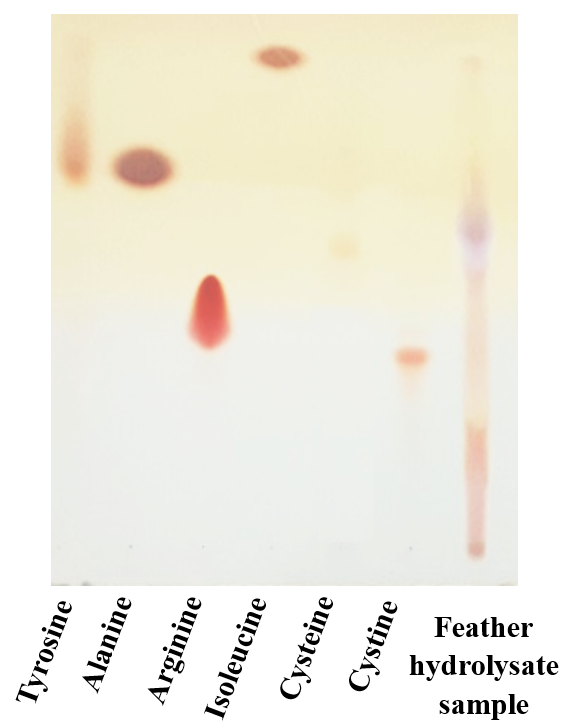 Tyrosine
Alanine
Arginine
Isoleucine
Cysteine
Cystine
Feather
hydrolysate
sample